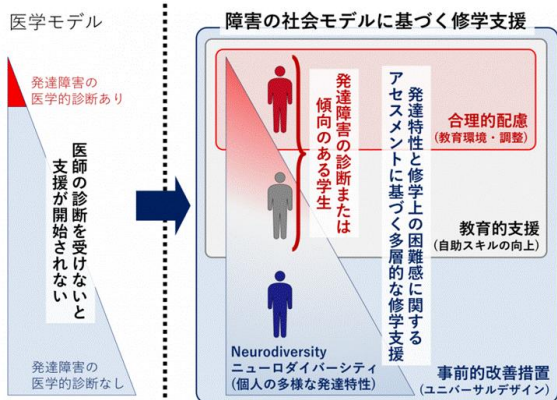 医学モデル
発達障害の
医学的診断あり
医師の診断を受けないと
支援が開始されない
発達障害の
医学的診断なし
障害の社会モデルに基づく修学支援
発達障害の診断または
傾向のある学生
発達特性と修学上の困難感に関する
アセスメントに基づく多層的な修学支援
合理的配慮
(教育環境・調整)
教育的支援
(自助スキルの向上)
Neurodiversity
ニューロダイバーシティ
(個人の多様な発達特性)
事前的改善措置
(ユニバーサルデザイン)